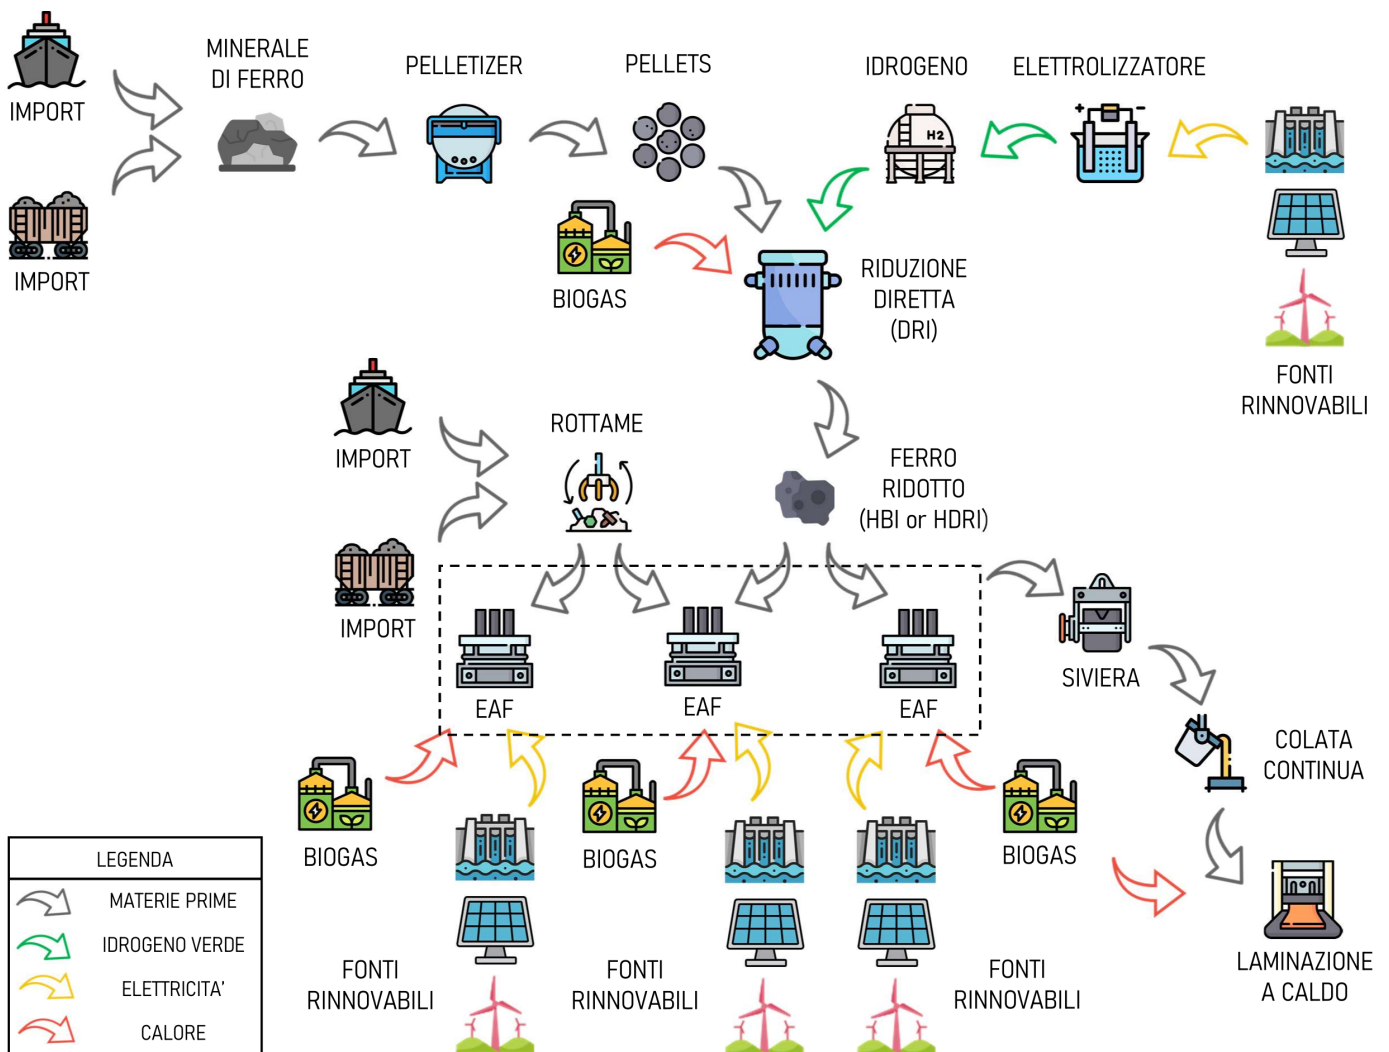 MINERALE
DI FERRO
PELLETIZER
PELLETS
IDROGENO
ELETTROLIZZATORE
IMPORT
H2
+ -
IMPORT
BIOGAS
RIDUZIONE
DIRETTA
(DRI)
FONTI
RINNOVABILI
ROTTAME
IMPORT
FERRO
RIDOTTO
(HBI or HDRI)
IMPORT
SIVIERA
EAF
EAF
EAF
COLATA
CONTINUA
BIOGAS
BIOGAS
BIOGAS
LEGENDA
MATERIE PRIME
IDROGENO VERDE
ELETTRICITA'
CALORE
FONTI
RINNOVABILI
FONTI
RINNOVABILI
FONTI
RINNOVABILI
LAMINAZIONE
A CALDO